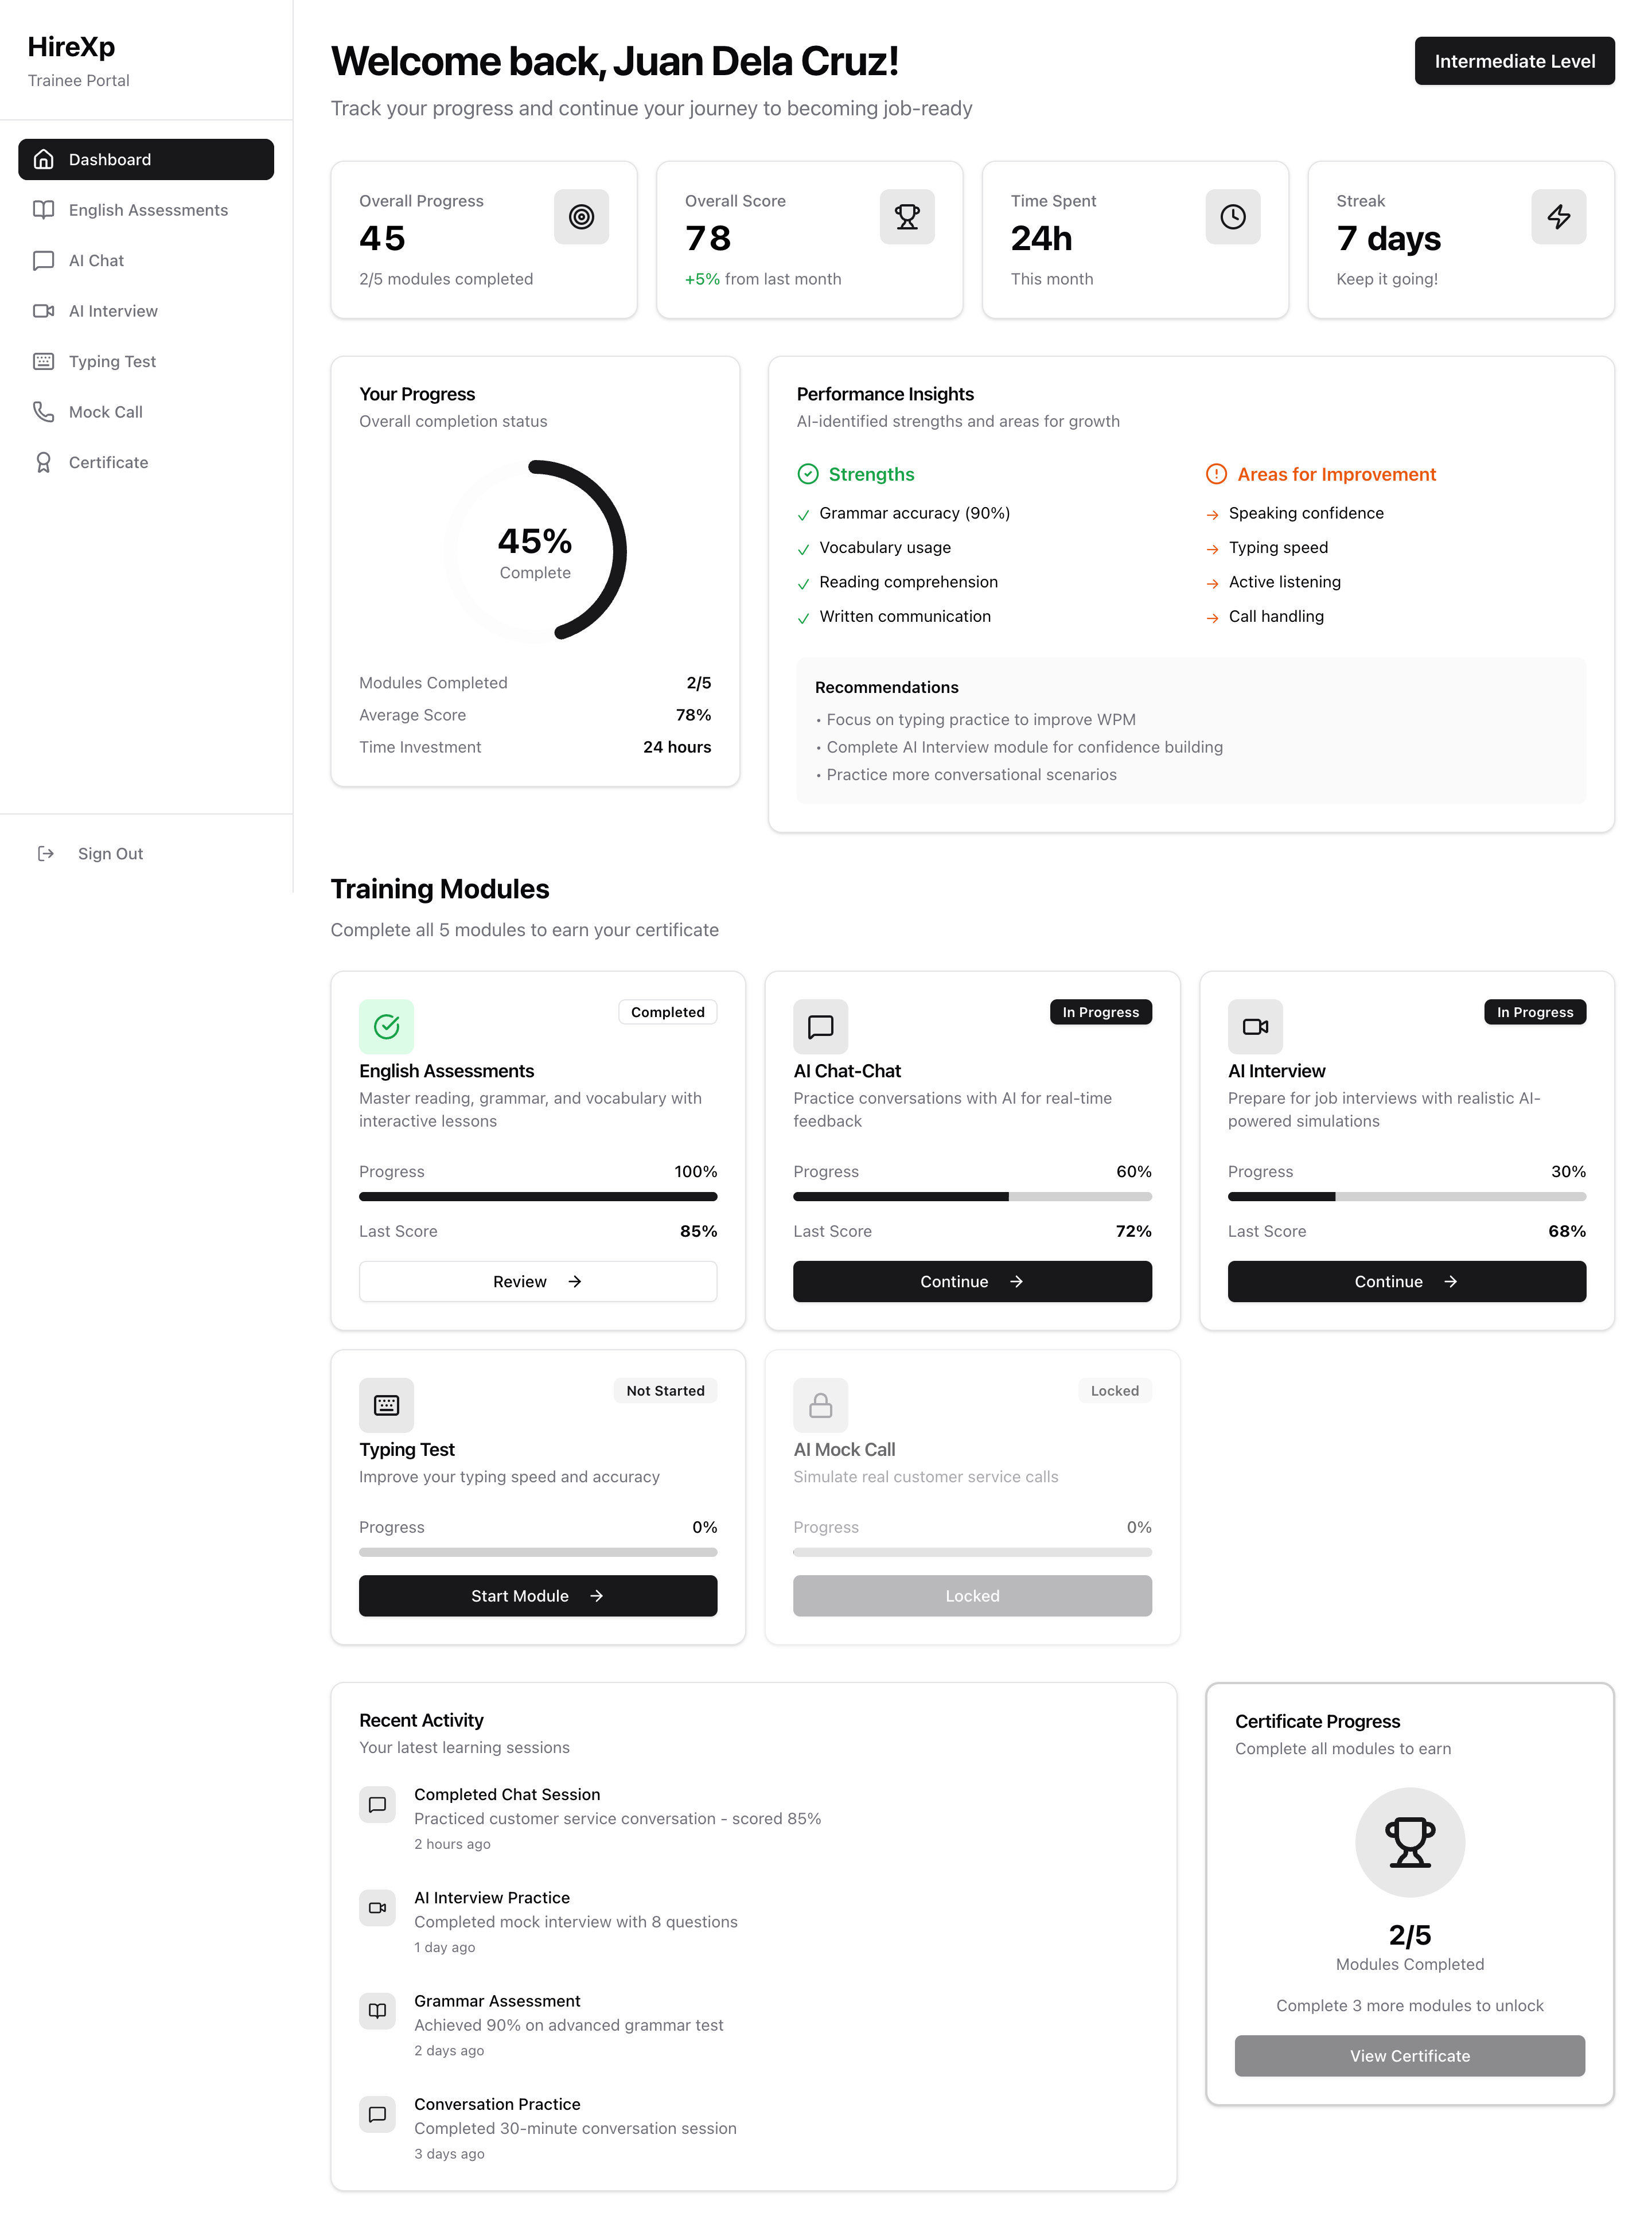 HireXp
Trainee Portal
Dashboard
English Assessments
AI Chat
AI Interview
Typing Test
Mock Call
Certificate
Sign Out
Welcome back, Juan Dela Cruz!
Track your progress and continue your journey to becoming job-ready
Intermediate Level
Overall Progress
45
2/5 modules completed
Overall Score
78
+5% from last month
Time Spent
24h
This month
Streak
7 days
Keep it going!
Your Progress
Overall completion status
45%
Complete
Modules Completed 2/5
Average Score 78%
Time Investment 24 hours
Performance Insights
AI-identified strengths and areas for growth
Strengths
Grammar accuracy (90%)
Vocabulary usage
Reading comprehension
Written communication
Areas for Improvement
Speaking confidence
Typing speed
Active listening
Call handling
Recommendations
• Focus on typing practice to improve WPM
• Complete AI Interview module for confidence building
• Practice more conversational scenarios
Training Modules
Complete all 5 modules to earn your certificate
Completed
English Assessments
Master reading, grammar, and vocabulary with
interactive lessons
Progress 100%
Last Score 85%
Review →
In Progress
AI Chat-Chat
Practice conversations with AI for real-time
feedback
Progress 60%
Last Score 72%
Continue →
In Progress
AI Interview
Prepare for job interviews with realistic AI-
powered simulations
Progress 30%
Last Score 68%
Continue →
Not Started
Typing Test
Improve your typing speed and accuracy
Progress 0%
Start Module →
Locked
AI Mock Call
Simulate real customer service calls
Progress 0%
Locked
Recent Activity
Your latest learning sessions
Completed Chat Session
Practiced customer service conversation - scored 85%
2 hours ago
AI Interview Practice
Completed mock interview with 8 questions
1 day ago
Grammar Assessment
Achieved 90% on advanced grammar test
2 days ago
Conversation Practice
Completed 30-minute conversation session
3 days ago
Certificate Progress
Complete all modules to earn
2/5
Modules Completed
Complete 3 more modules to unlock
View Certificate